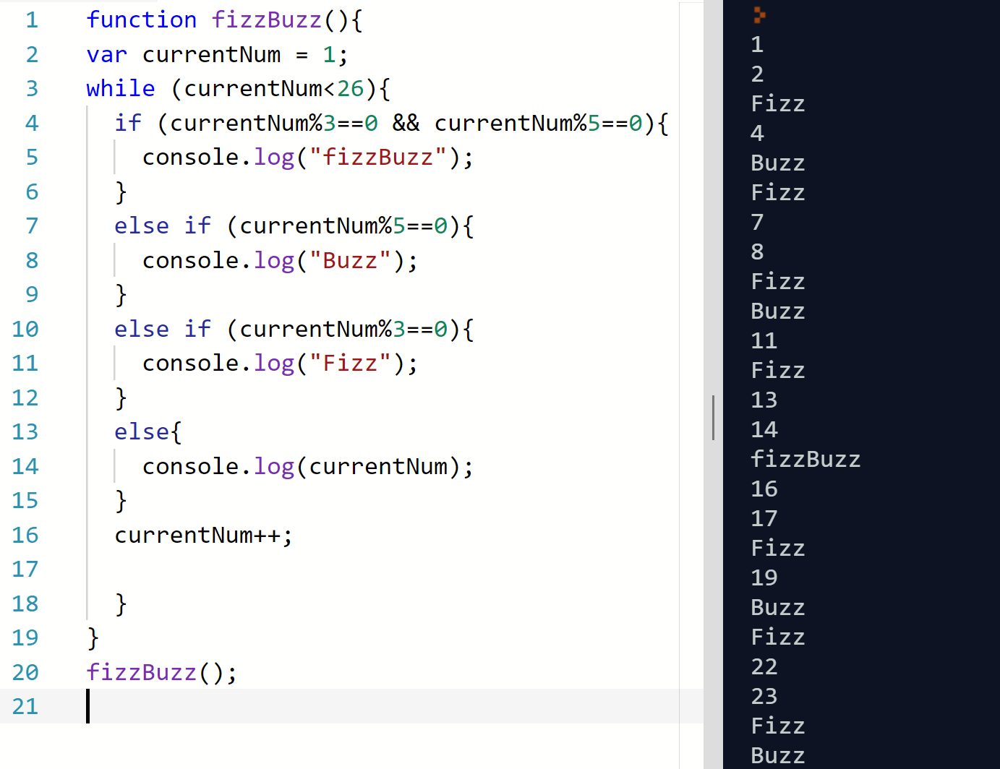 1 function fizzBuzz(){
2 var currentNum = 1;
3 while (currentNum<26){
4 if (currentNum%3==0 && currentNum%5==0){
5 console.log("fizzBuzz");
6 }
7 else if (currentNum%5==0){
8 console.log("Buzz");
9 }
10 else if (currentNum%3==0){
11 console.log("Fizz");
12 }
13 else{
14 console.log(currentNum);
15 }
16 currentNum++;
17
18 }
19 }
20 fizzBuzz();
21
1
2
Fizz
4
Buzz
Fizz
7
8
Fizz
Buzz
11
Fizz
13
14
fizzBuzz
16
17
Fizz
19
Buzz
Fizz
22
23
Fizz
Buzz